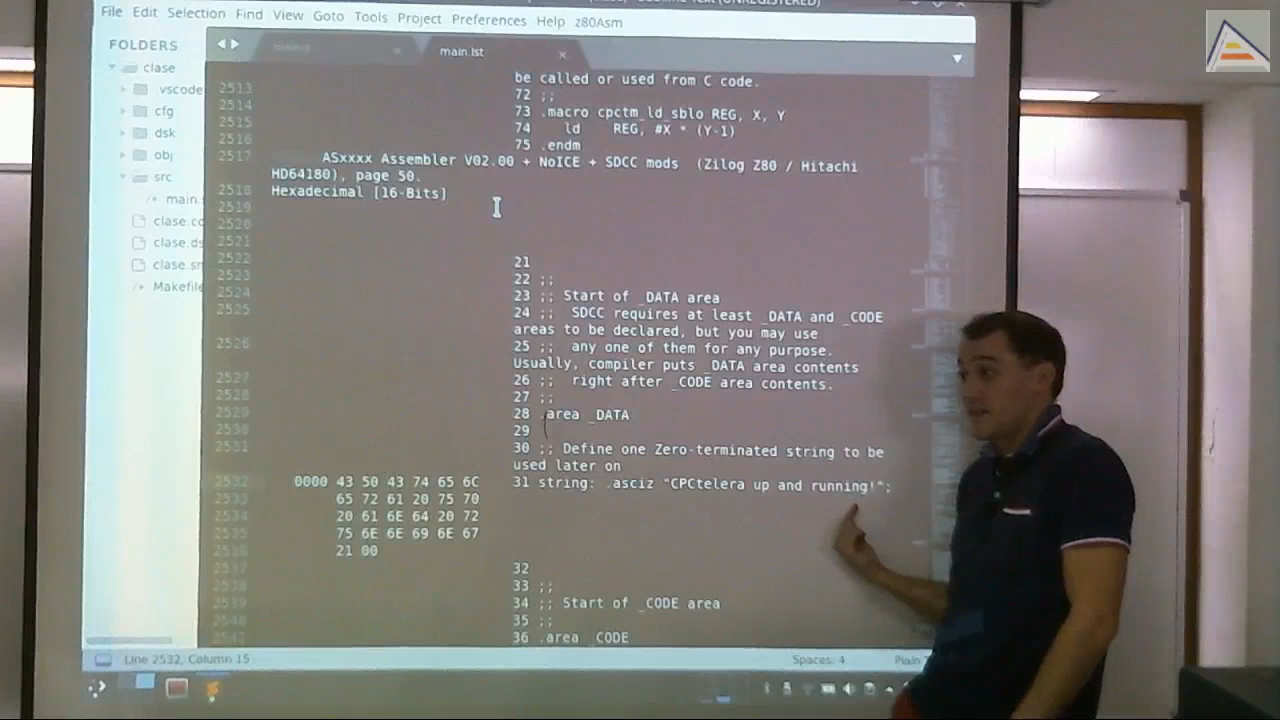 File Edit Selection Find View Goto Tools Project Preferences Help z80Asm
FOLDERS
clase
.vscode
cfg
dsk
obj
src
main.
clase.
clase.ds
clase.
Makefile
main.lst
be called or used from C code.
2513 72 ;;
2514 73 .macro cpctm_ld_sblo REG, X, Y
2515 74 ld REG, #X * (Y-1)
2516 75 .endm
2517 ASxxxx Assembler V02.00 + NoICE + SDCC mods (Zilog Z80 / Hitachi
HD64180), page 50.
2518 Hexadecimal [16-Bits]
2519
2520
2521
2522 21
2523 22 ;;
2524 23 ;; Start of _DATA area
2525 24 ;; SDCC requires at least _DATA and _CODE
areas to be declared, but you may use
2526 25 ;; any one of them for any purpose.
Usually, compiler puts _DATA area contents
2527 26 ;; right after _CODE area contents.
2528 27 ;;
2529 28 .area _DATA
2530 29
2531 30 ;; Define one Zero-terminated string to be
used later on
2532 0000 43 50 43 74 65 6C 31 string: .asciz "CPCtelera up and running!";
2533 65 72 61 20 75 70
2534 20 61 6E 64 20 72
2535 75 6E 6E 69 6E 67
2536 21 00
2537 32
2538 33 ;;
2539 34 ;; Start of _CODE area
2540 35 ;;
2541 36 .area _CODE
Line 2532, Column 15
Spaces: 4
Plain